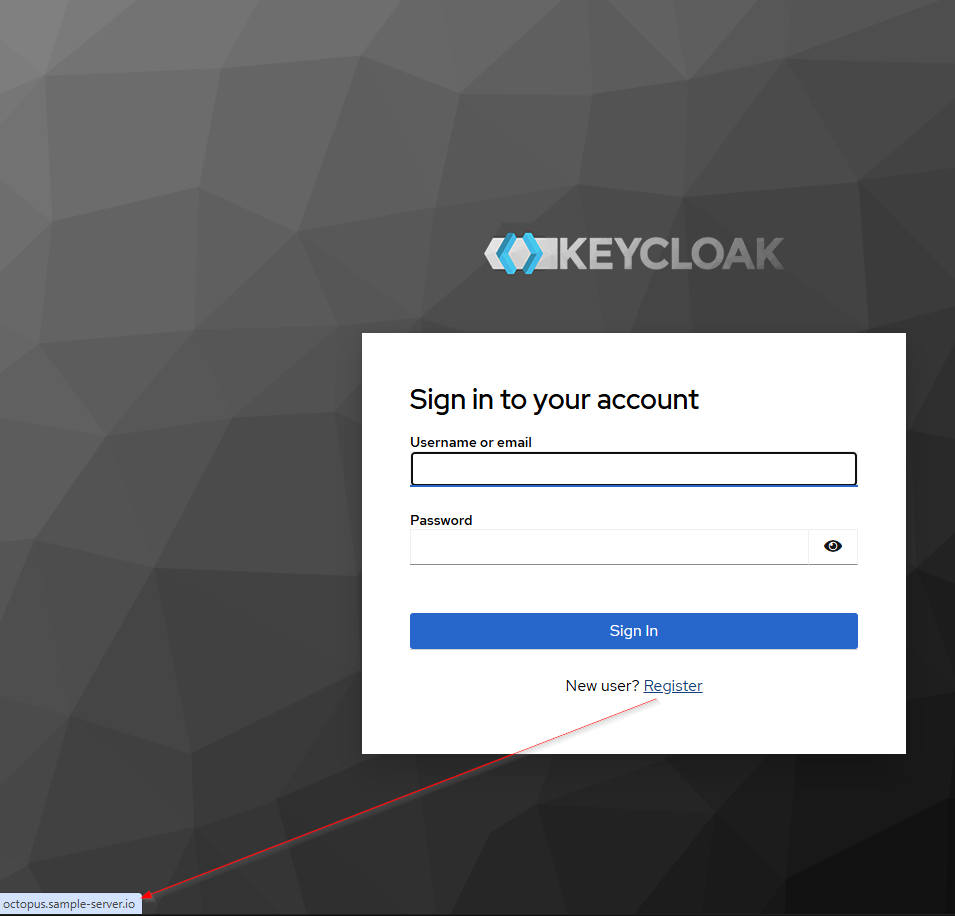 KEYCLOAK
Sign in to your account
Username or email
Password
Sign In
New user? Register
octopus.sample-server.io